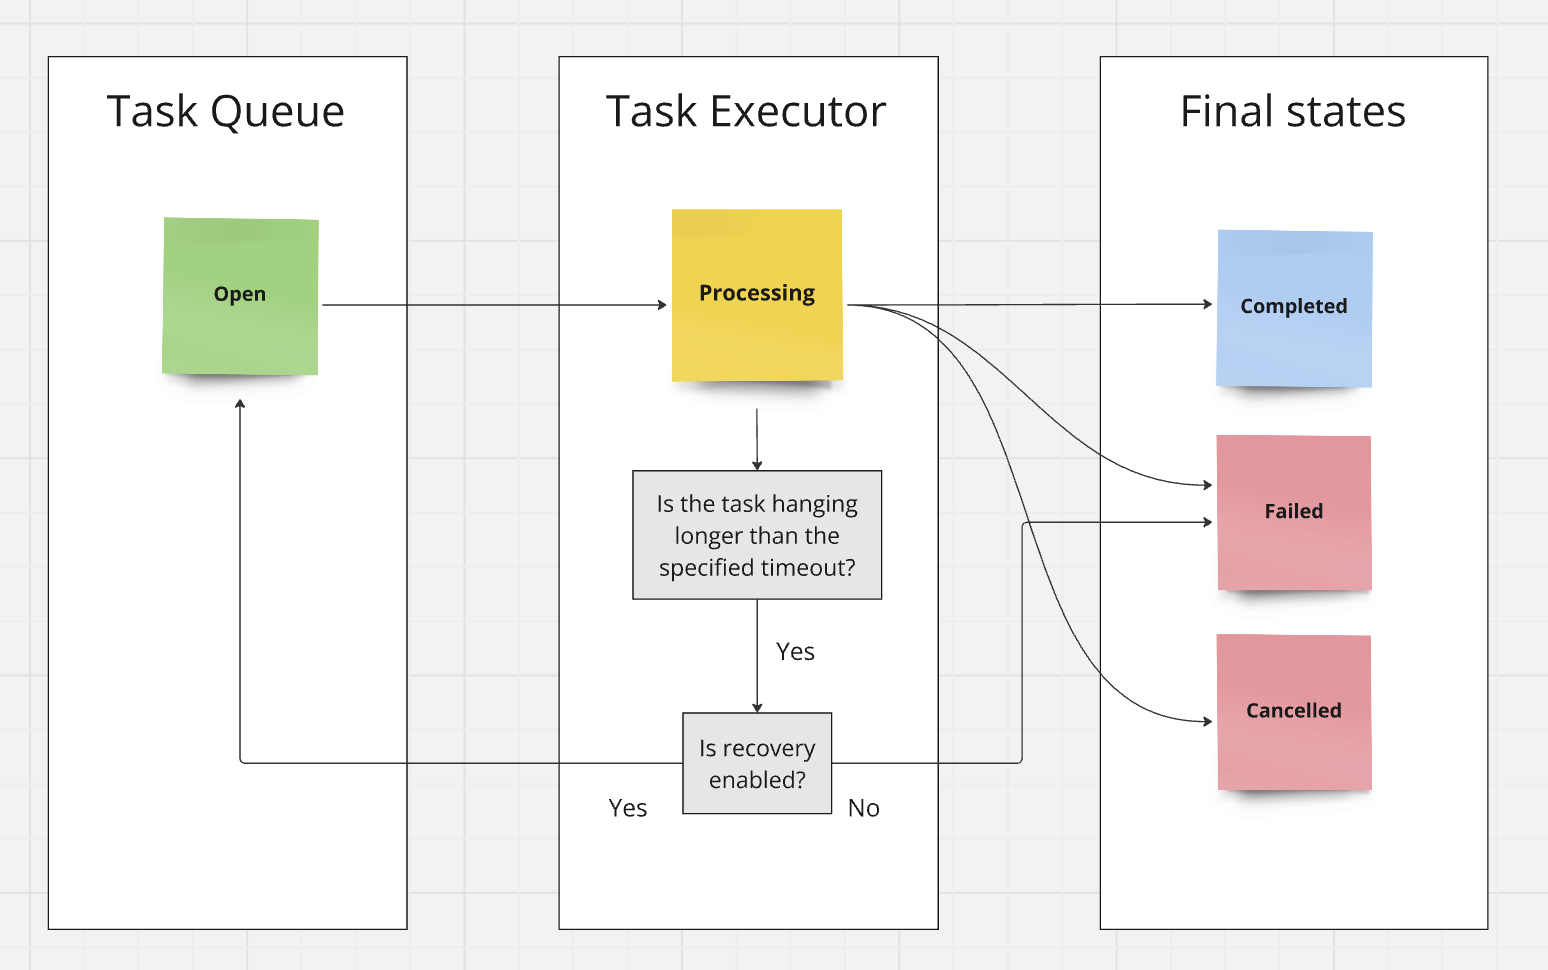 Task Queue
Task Executor
Final states
Open
Processing
Completed
Is the task hanging
longer than the
specified timeout?
Failed
Yes
Cancelled
Is recovery
enabled?
Yes
No